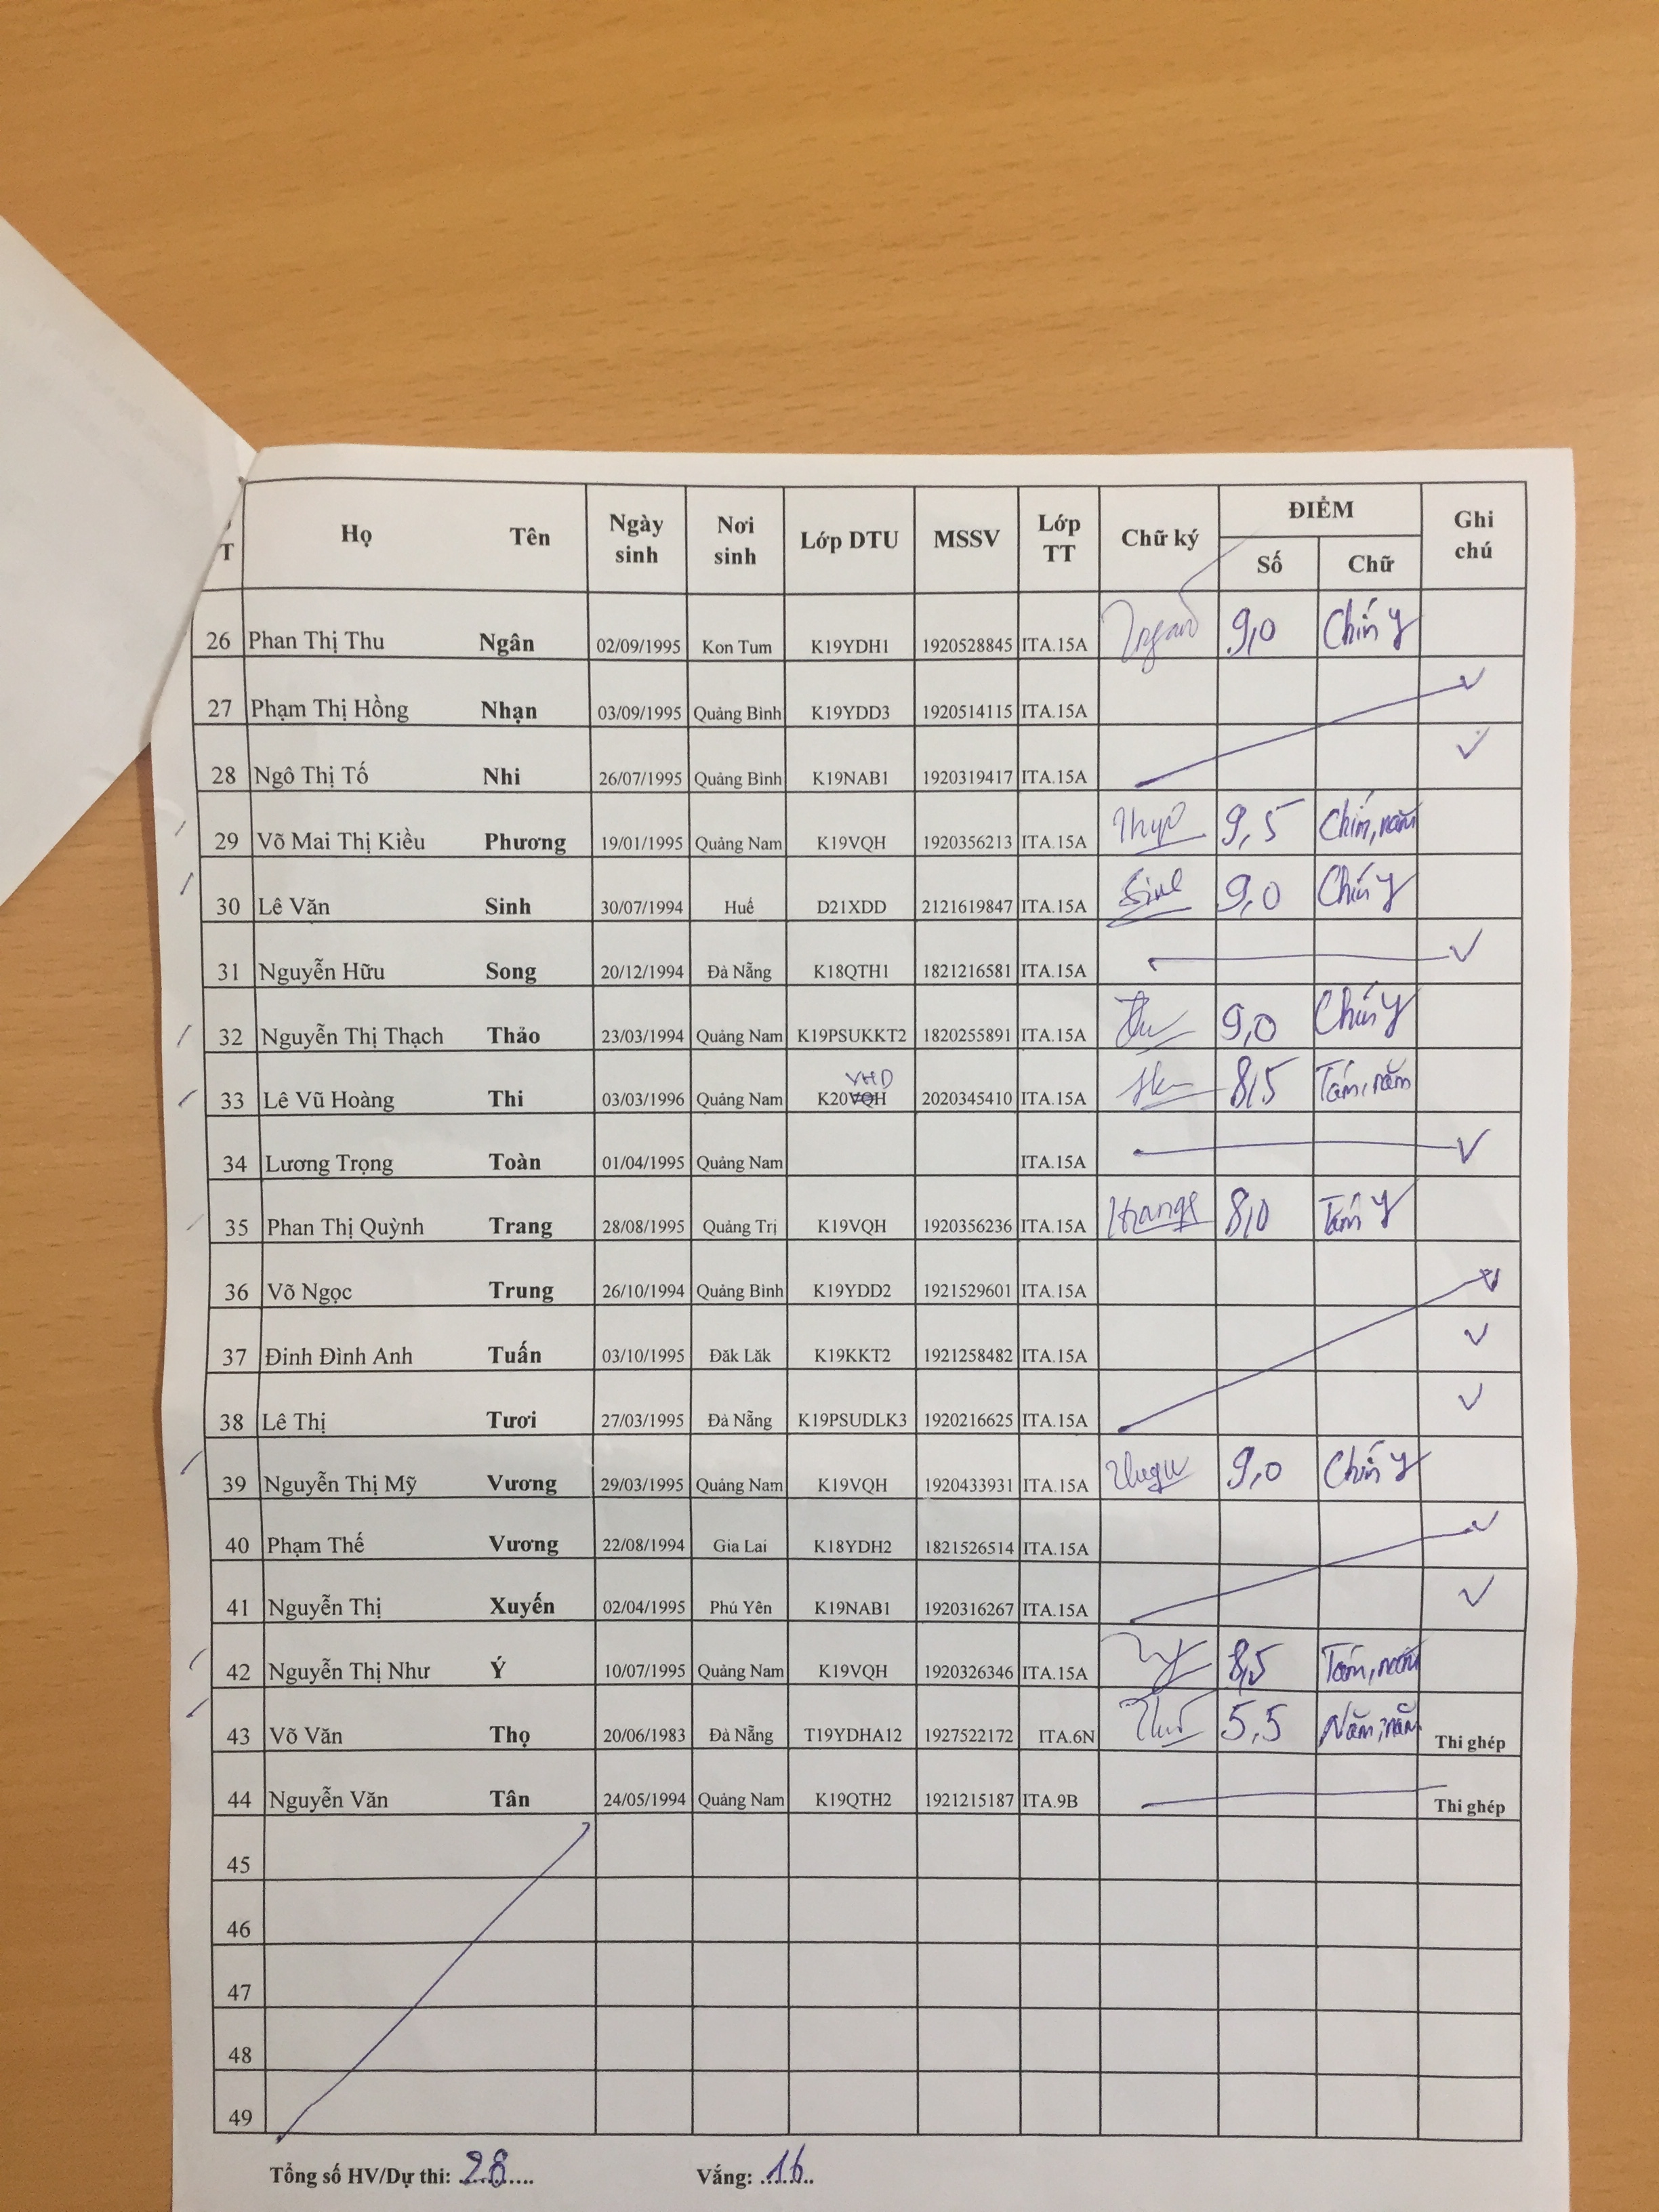 T Họ Tên Ngày sinh Nơi sinh Lớp DTU MSSV Lớp TT Chữ ký ĐIỂM Ghi chú
Số Chữ
26 Phan Thị Thu Ngân 02/09/1995 Kon Tum K19YDH1 1920528845 ITA.15A Ngân 9,0 Chín y
27 Phạm Thị Hồng Nhạn 03/09/1995 Quảng Bình K19YDD3 1920514115 ITA.15A
28 Ngô Thị Tố Nhi 26/07/1995 Quảng Bình K19NAB1 1920319417 ITA.15A
29 Võ Mai Thị Kiều Phương 19/01/1995 Quảng Nam K19VQH 1920356213 ITA.15A 9,5 Chín, năm
30 Lê Văn Sinh 30/07/1994 Huế D21XDD 2121619847 ITA.15A Sinh 9,0 Chín y
31 Nguyễn Hữu Song 20/12/1994 Đà Nẵng K18QTH1 1821216581 ITA.15A
32 Nguyễn Thị Thạch Thảo 23/03/1994 Quảng Nam K19PSUKKT2 1820255891 ITA.15A 9,0 Chín y
VHD
33 Lê Vũ Hoàng Thi 03/03/1996 Quảng Nam K20VQH 2020345410 ITA.15A 8,5 Tám, năm
34 Lương Trọng Toàn 01/04/1995 Quảng Nam ITA.15A
35 Phan Thị Quỳnh Trang 28/08/1995 Quảng Trị K19VQH 1920356236 ITA.15A Trang 8,0 Tám y
36 Võ Ngọc Trung 26/10/1994 Quảng Bình K19YDD2 1921529601 ITA.15A
37 Đinh Đình Anh Tuấn 03/10/1995 Đăk Lăk K19KKT2 1921258482 ITA.15A
38 Lê Thị Tươi 27/03/1995 Đà Nẵng K19PSUDLK3 1920216625 ITA.15A
39 Nguyễn Thị Mỹ Vương 29/03/1995 Quảng Nam K19VQH 1920433931 ITA.15A 9,0 Chín y
40 Phạm Thế Vương 22/08/1994 Gia Lai K18YDH2 1821526514 ITA.15A
41 Nguyễn Thị Xuyến 02/04/1995 Phú Yên K19NAB1 1920316267 ITA.15A
42 Nguyễn Thị Như Ý 10/07/1995 Quảng Nam K19VQH 1920326346 ITA.15A 8,5 Tám, năm
43 Võ Văn Thọ 20/06/1983 Đà Nẵng T19YDHA12 1927522172 ITA.6N 5,5 Năm, năm Thi ghép
44 Nguyễn Văn Tân 24/05/1994 Quảng Nam K19QTH2 1921215187 ITA.9B Thi ghép
45
46
47
48
49
Tổng số HV/Dự thi: 28 Vắng: 16